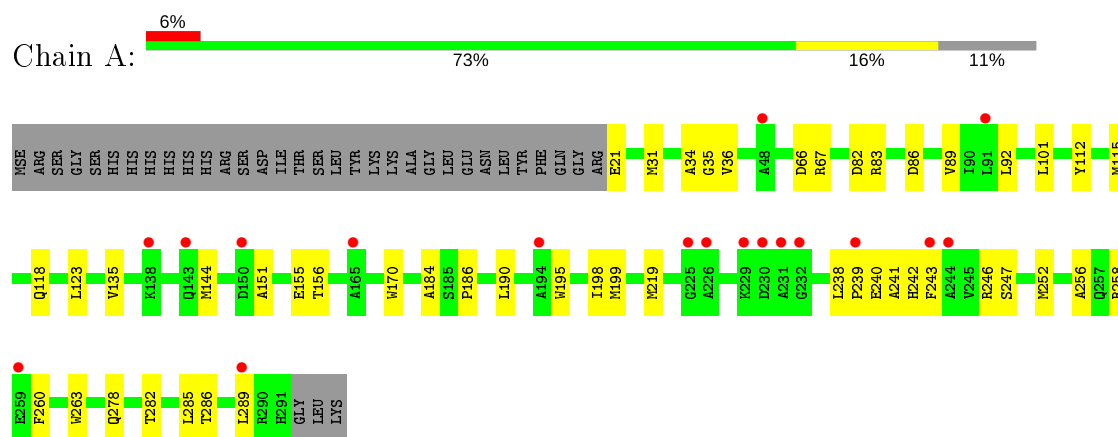 6%
Chain A:
73% 16% 11%
MSE ARG SER GLY SER HIS HIS HIS HIS HIS HIS ARG SER ASP ILE THR SER LEU TYR LYS LYS ALA GLY LEU GLU ASN LEU TYR PHE GLN GLY ARG E21 M31 A34 G35 V36 A48 D66 R67 D82 R83 D86 V89 I90 L91 L92 L101 Y112 M115
Q118 L123 V135 K138 Q143 M144 D150 A151 E155 T156 A165 W170 A184 S185 P186 L190 A194 W195 I198 M199 M219 G225 A226 K229 D230 A231 G232 L238 P239 E240 A241 H242 F243 A244 V245 R246 S247 M252 A256 Q257 R258
E259 F260 W263 Q278 T282 L285 T286 L289 R290 H291 GLY LEU LYS